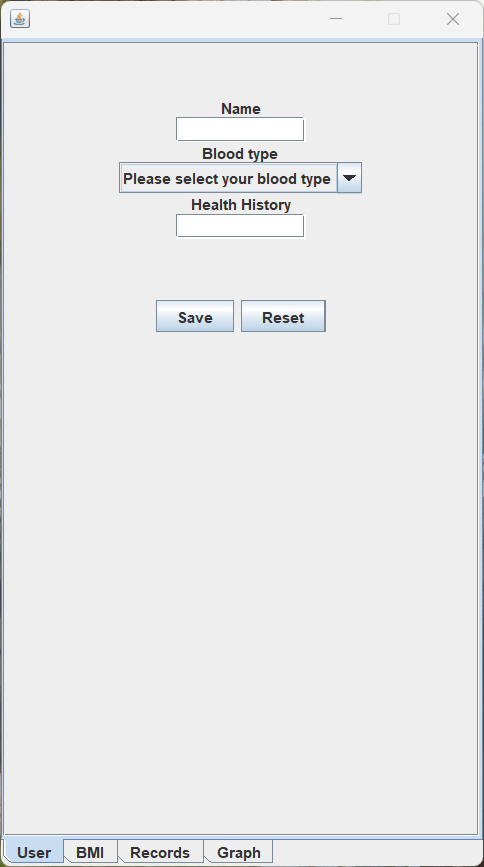 Name
Blood type
Please select your blood type
Health History
Save Reset
User BMI Records Graph